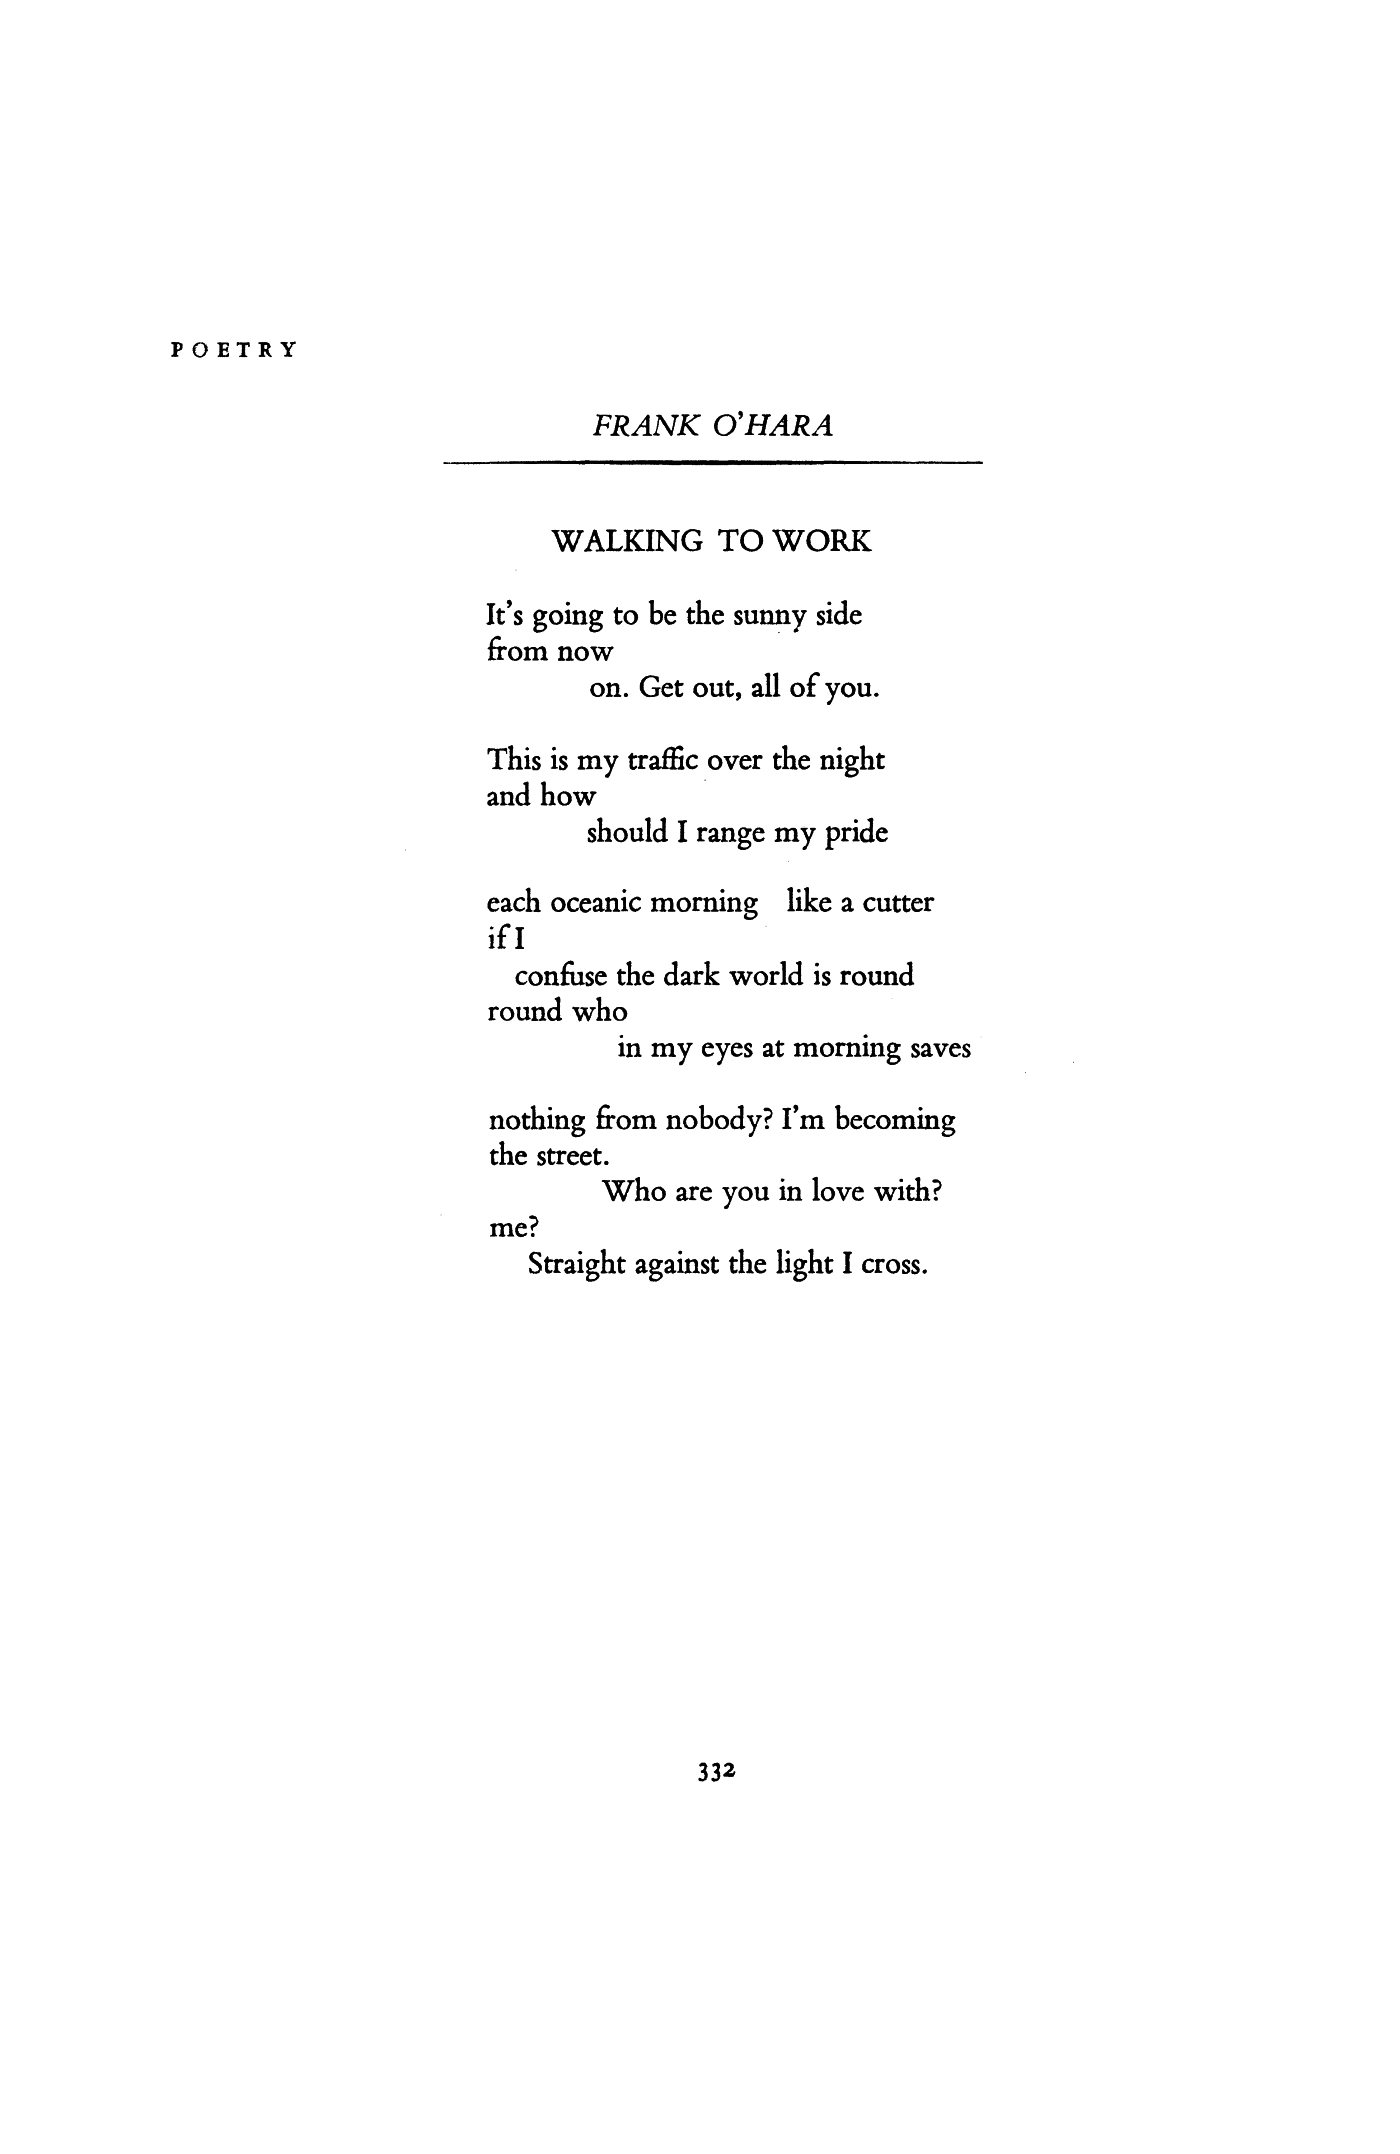 POETRY
FRANK O'HARA
WALKING TO WORK
It's going to be the sunny side
from now
on. Get out, all of you.
This is my traffic over the night
and how
should I range my pride
each oceanic morning like a cutter
if I
confuse the dark world is round
round who
in my eyes at morning saves
nothing from nobody? I'm becoming
the street.
Who are you in love with?
me?
Straight against the light I cross.
332